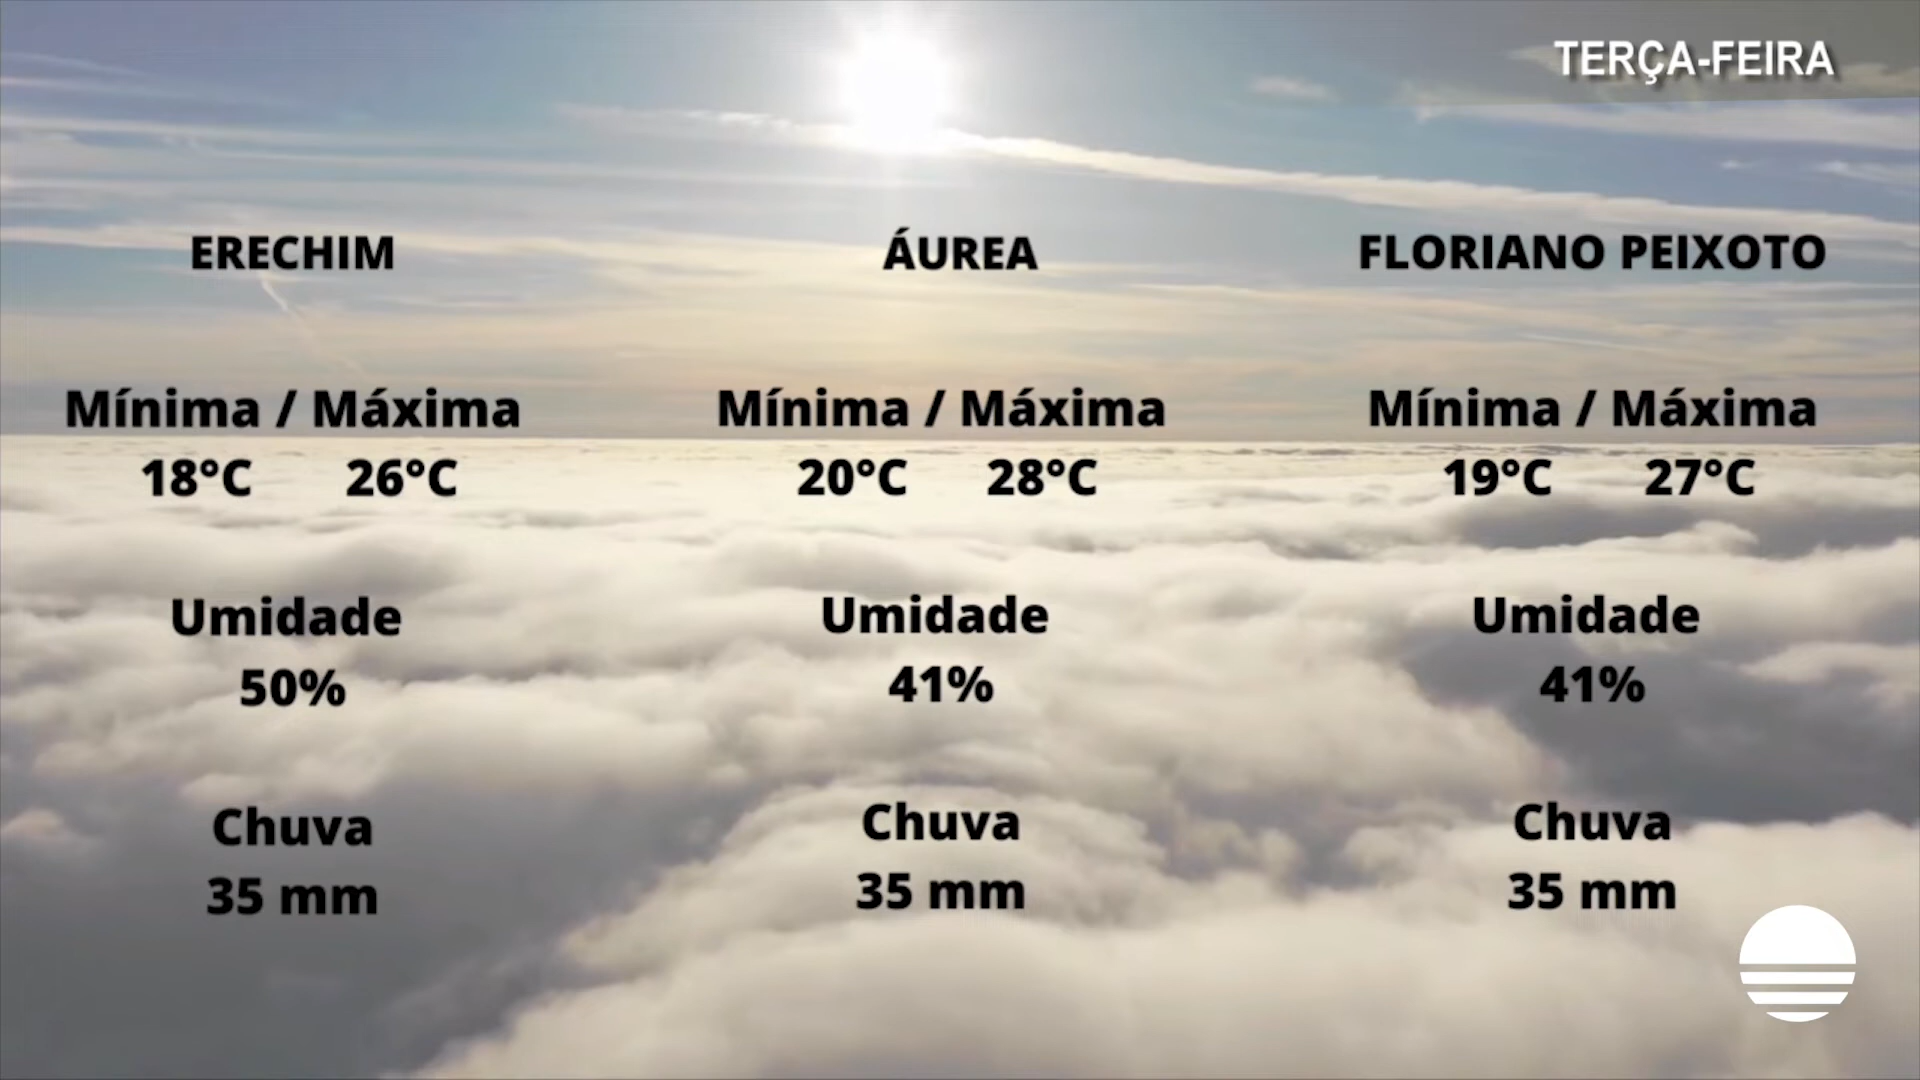 TERÇA-FEIRA
ERECHIM
Mínima / Máxima
18°C 26°C
Umidade
50%
Chuva
35 mm
ÁUREA
Mínima / Máxima
20°C 28°C
Umidade
41%
Chuva
35 mm
FLORIANO PEIXOTO
Mínima / Máxima
19°C 27°C
Umidade
41%
Chuva
35 mm